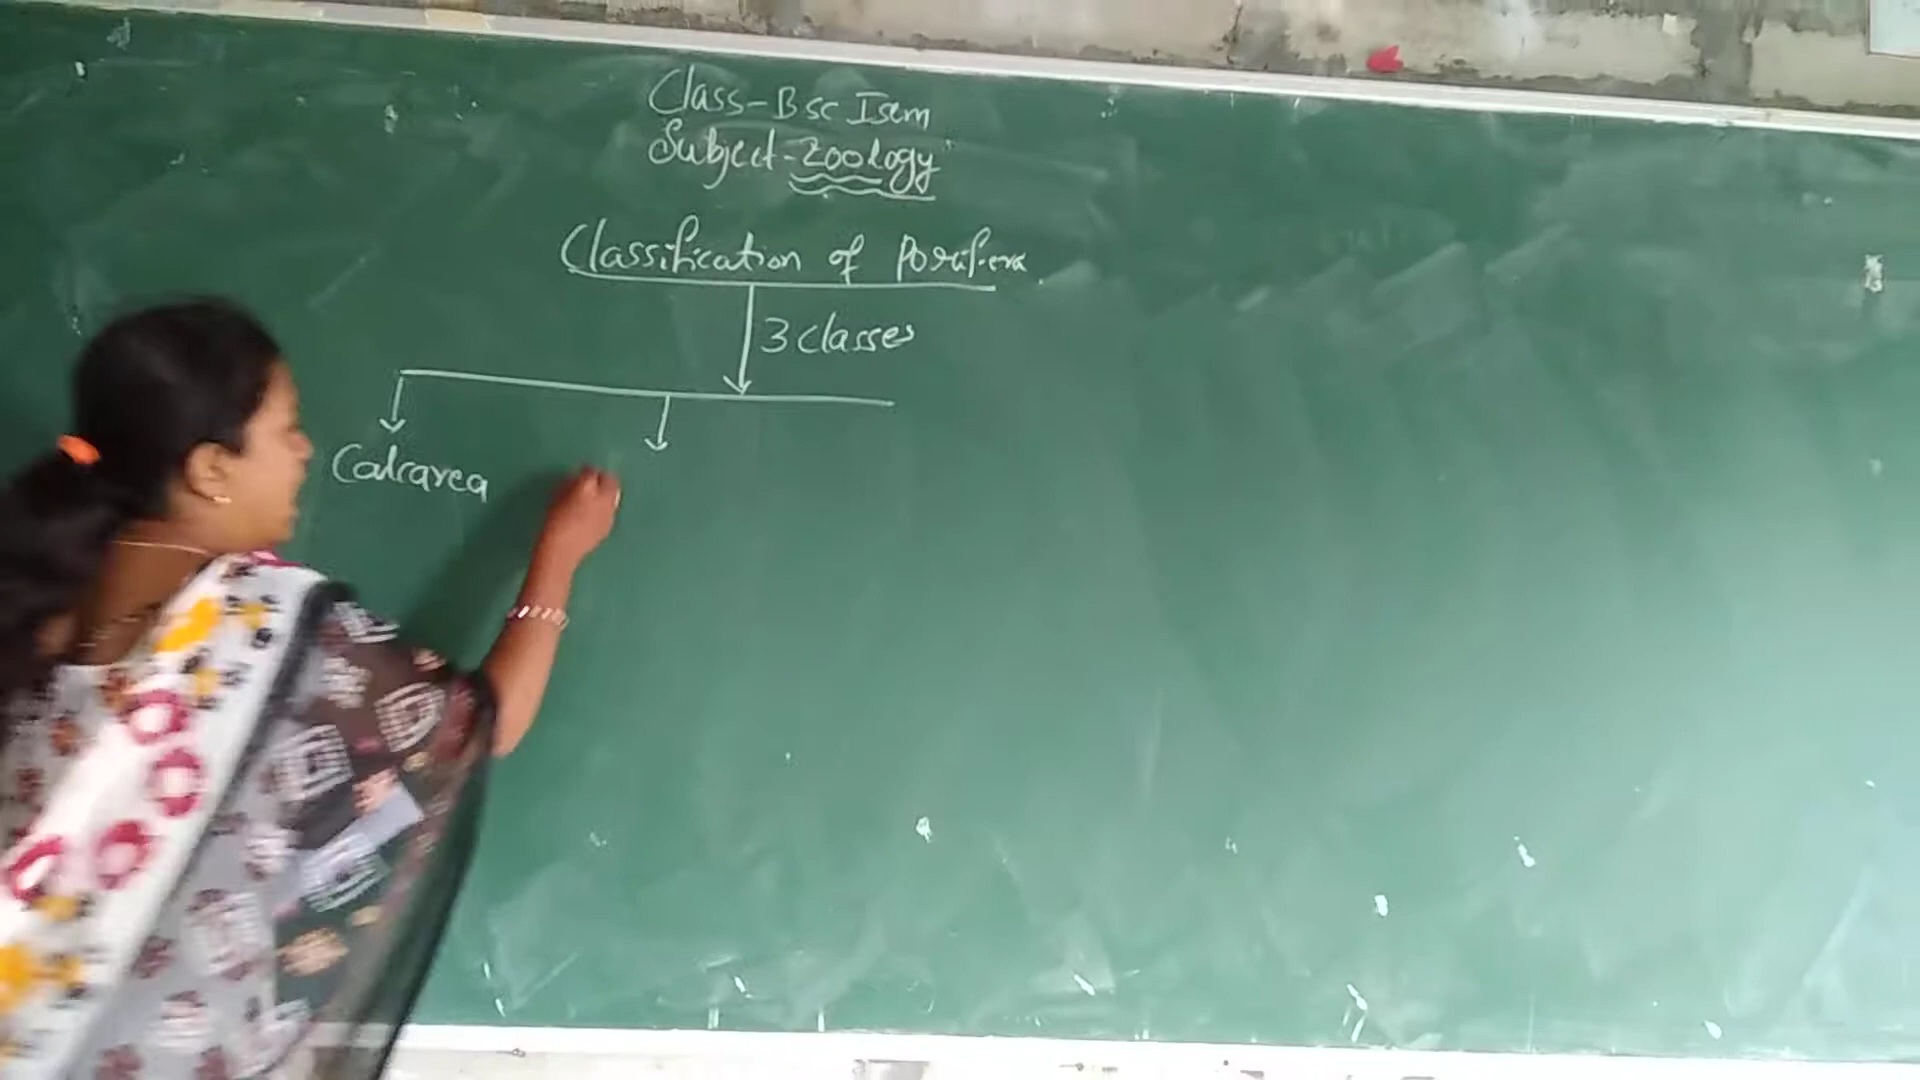 Class-Bsc Isem
Subject-Zoology
Classification of Porifera
3 classes
Calcarea